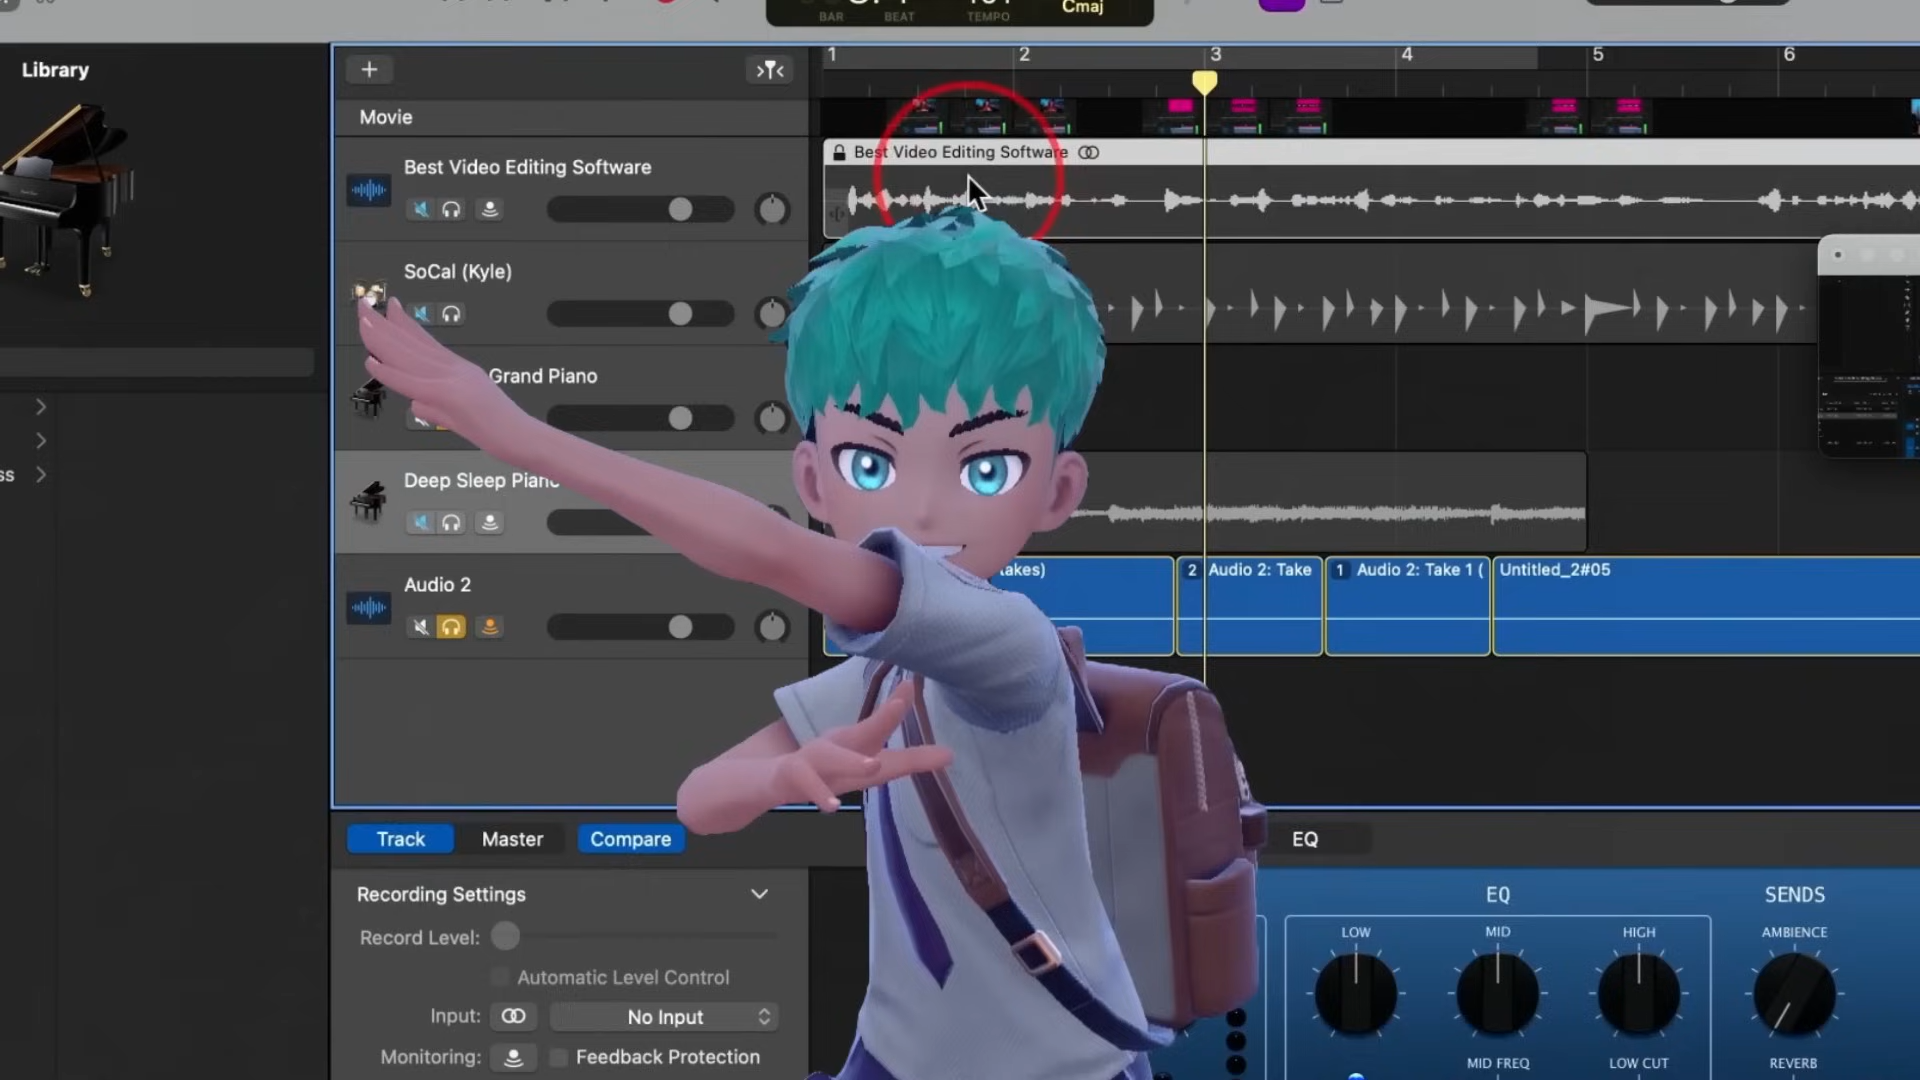 BAR BEAT TEMPO Cmaj
Library
1 2 3 4 5 6
Movie
Best Video Editing Software
Best Video Editing Software
SoCal (Kyle)
Grand Piano
Deep Sleep Piano
Audio 2
takes)
2 Audio 2: Take
1 Audio 2: Take 1 (
Untitled_2#05
Track Master Compare
EQ
Recording Settings
Record Level:
Automatic Level Control
Input: No Input
Monitoring: Feedback Protection
EQ SENDS
LOW MID HIGH AMBIENCE
MID FREQ LOW CUT REVERB
ss